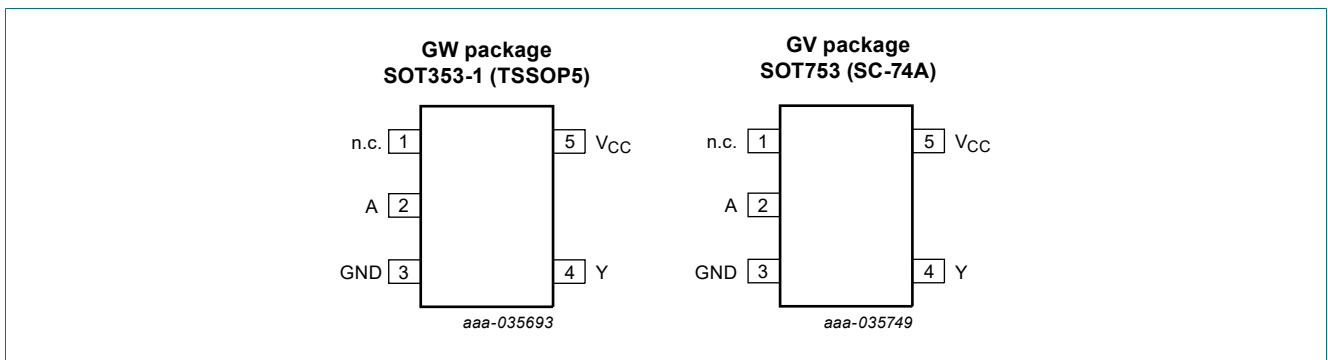 GW package
SOT353-1 (TSSOP5)
n.c. 1
5 VCC
A 2
GND 3
4 Y
aaa-035693
GV package
SOT753 (SC-74A)
n.c. 1
5 VCC
A 2
GND 3
4 Y
aaa-035749